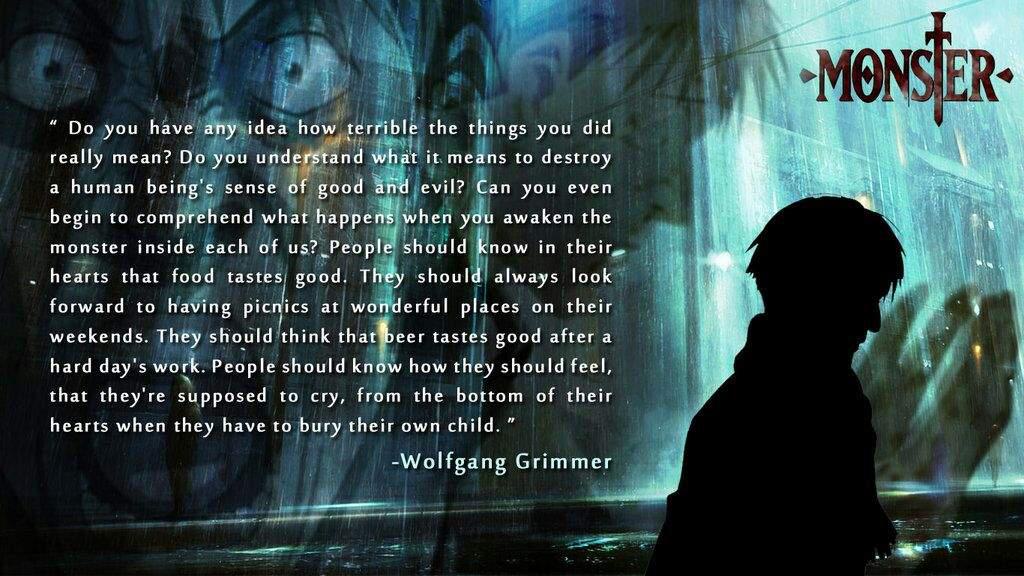 MONSTER
“ Do you have any idea how terrible the things you did
really mean? Do you understand what it means to destroy
a human being's sense of good and evil? Can you even
begin to comprehend what happens when you awaken the
monster inside each of us? People should know in their
hearts that food tastes good. They should always look
forward to having picnics at wonderful places on their
weekends. They should think that beer tastes good after a
hard day's work. People should know how they should feel,
that they're supposed to cry, from the bottom of their
hearts when they have to bury their own child. ”
-Wolfgang Grimmer